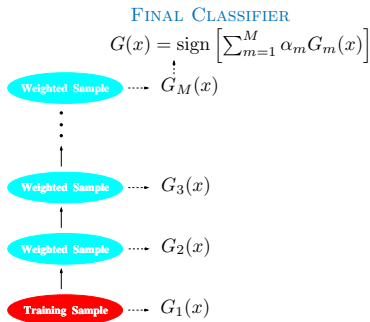 FINAL CLASSIFIER
G(x) = sign [∑_{m=1}^{M} α_m G_m(x)]
Weighted Sample G_M(x)
Weighted Sample G_3(x)
Weighted Sample G_2(x)
Training Sample G_1(x)